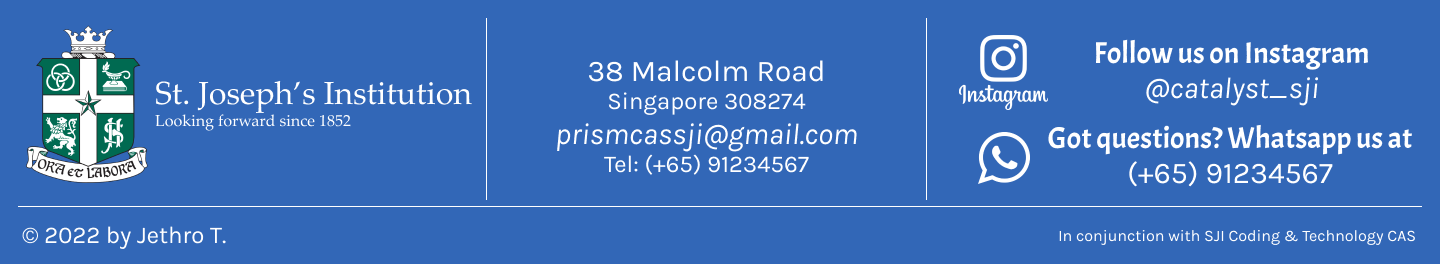 St. Joseph's Institution
Looking forward since 1852
ORA ET LABORA
38 Malcolm Road
Singapore 308274
prismcassji@gmail.com
Tel: (+65) 91234567
Instagram
Follow us on Instagram
@catalyst_sji
Got questions? Whatsapp us at
(+65) 91234567
© 2022 by Jethro T.
In conjunction with SJI Coding & Technology CAS